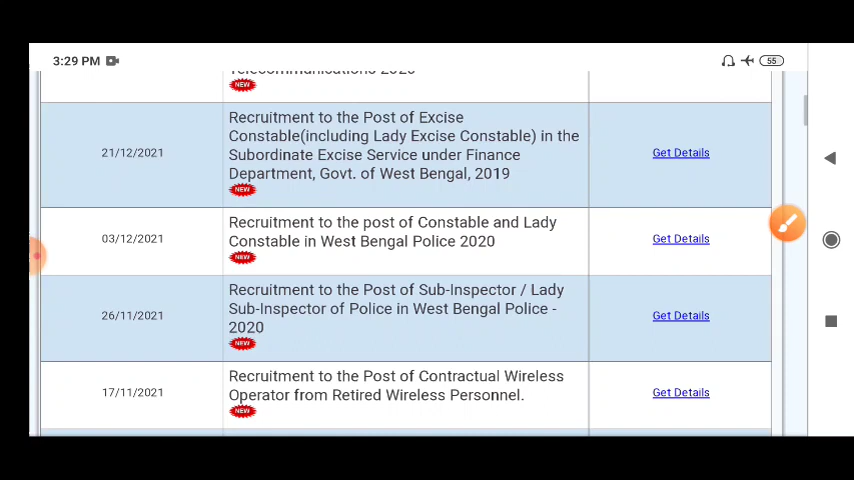 3:29 PM
55
Telecommunications 2020
NEW
Recruitment to the Post of Excise
Constable(including Lady Excise Constable) in the
21/12/2021
Get Details
Subordinate Excise Service under Finance
Department, Govt. of West Bengal, 2019
NEW
Recruitment to the post of Constable and Lady
03/12/2021
Get Details
Constable in West Bengal Police 2020
NEW
Recruitment to the Post of Sub-Inspector / Lady
26/11/2021
Sub-Inspector of Police in West Bengal Police -
Get Details
2020
NEW
Recruitment to the Post of Contractual Wireless
17/11/2021
Get Details
Operator from Retired Wireless Personnel.
NEW